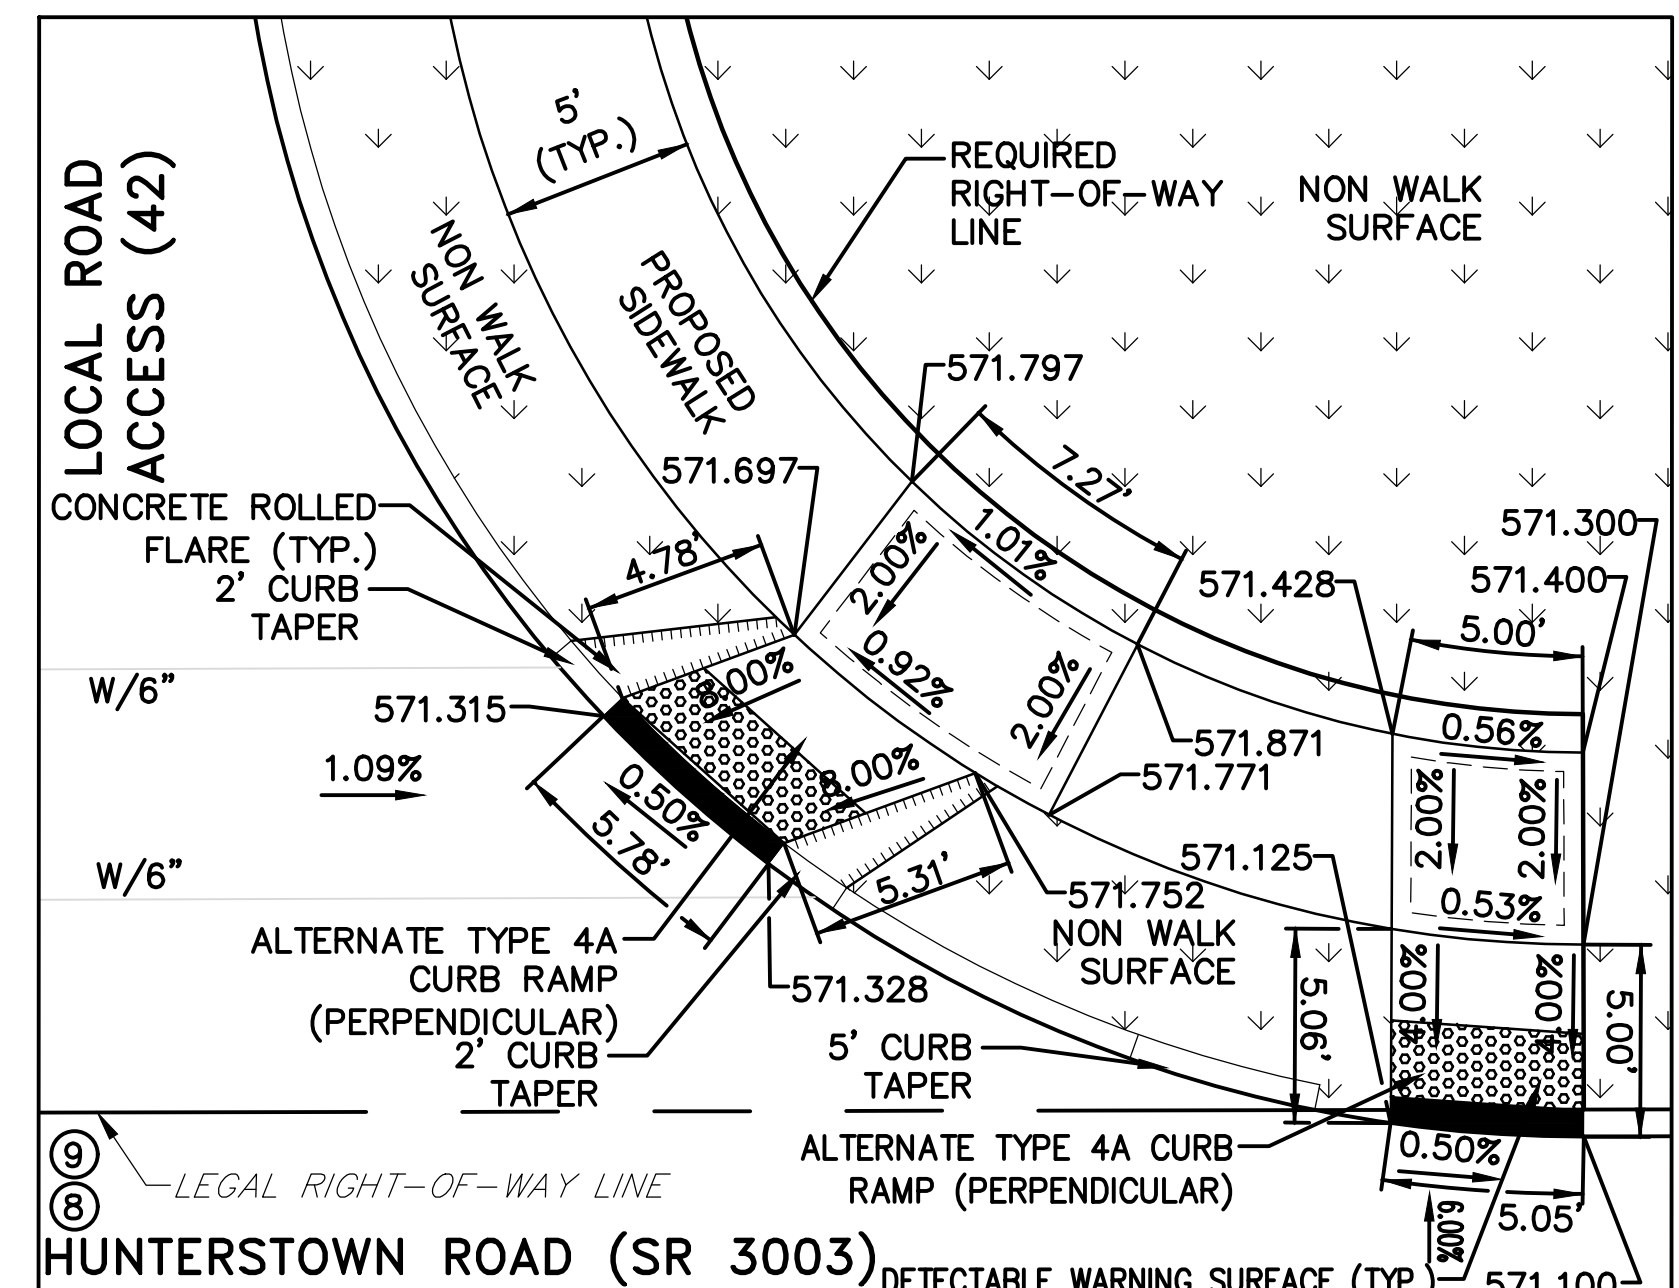 LOCAL ROAD
ACCESS (42)
5'
(TYP.)
REQUIRED
RIGHT-OF-WAY
LINE
NON WALK
SURFACE
NON WALK
SURFACE
PROPOSED
SIDEWALK
571.797
571.697
7.27'
CONCRETE ROLLED
FLARE (TYP.)
2' CURB
TAPER
4.78'
2.00%
1.01%
0.92%
2.00%
571.300
571.428
571.400
5.00'
W/6"
571.315
8.00%
571.871
571.771
0.56%
1.09%
0.50%
5.78'
8.00%
2.00%
2.00%
571.125
0.53%
W/6"
5.31'
571.752
NON WALK
SURFACE
ALTERNATE TYPE 4A
CURB RAMP
(PERPENDICULAR)
571.328
2' CURB
TAPER
5' CURB
TAPER
4.00%
4.00%
5.06'
5.00'
ALTERNATE TYPE 4A CURB
RAMP (PERPENDICULAR)
0.50%
5.05'
6.00%
9
8
LEGAL RIGHT-OF-WAY LINE
HUNTERSTOWN ROAD (SR 3003)
DETECTABLE WARNING SURFACE (TYP.)
571.100